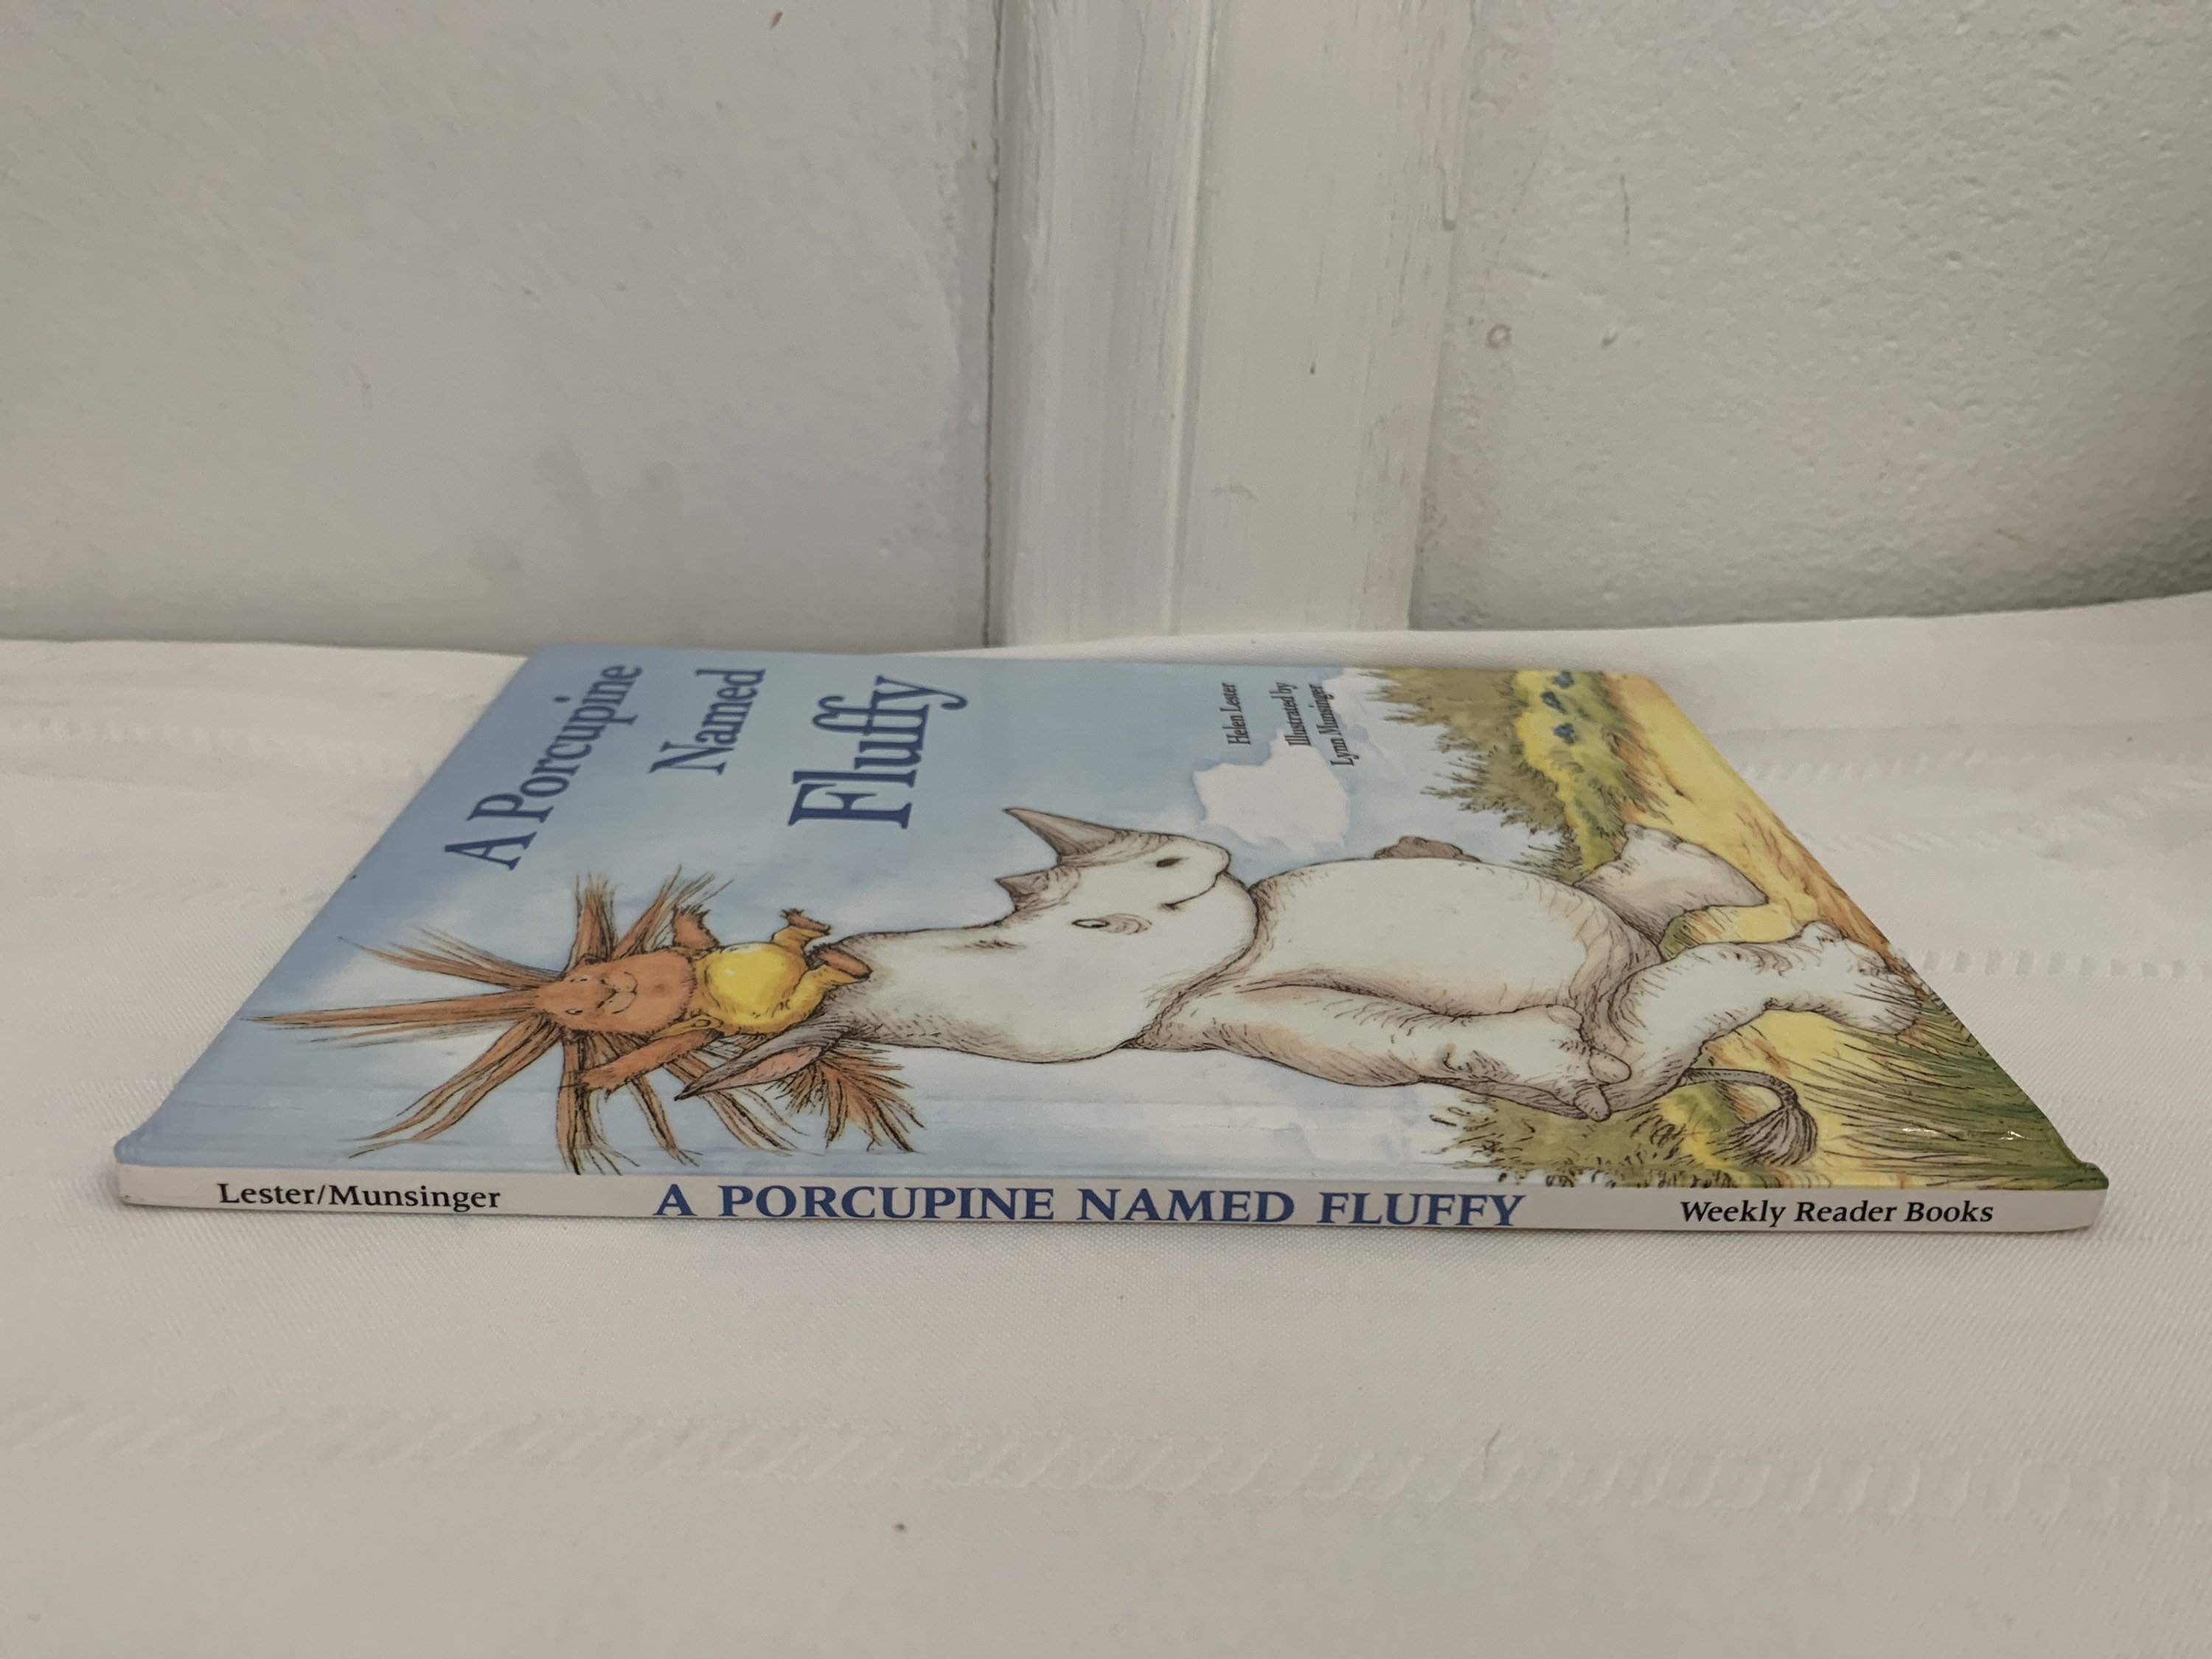 A Porcupine
Named
Fluffy
Helen Lester
Illustrated by
Lynn Munsinger
Lester/Munsinger
A PORCUPINE NAMED FLUFFY
Weekly Reader Books